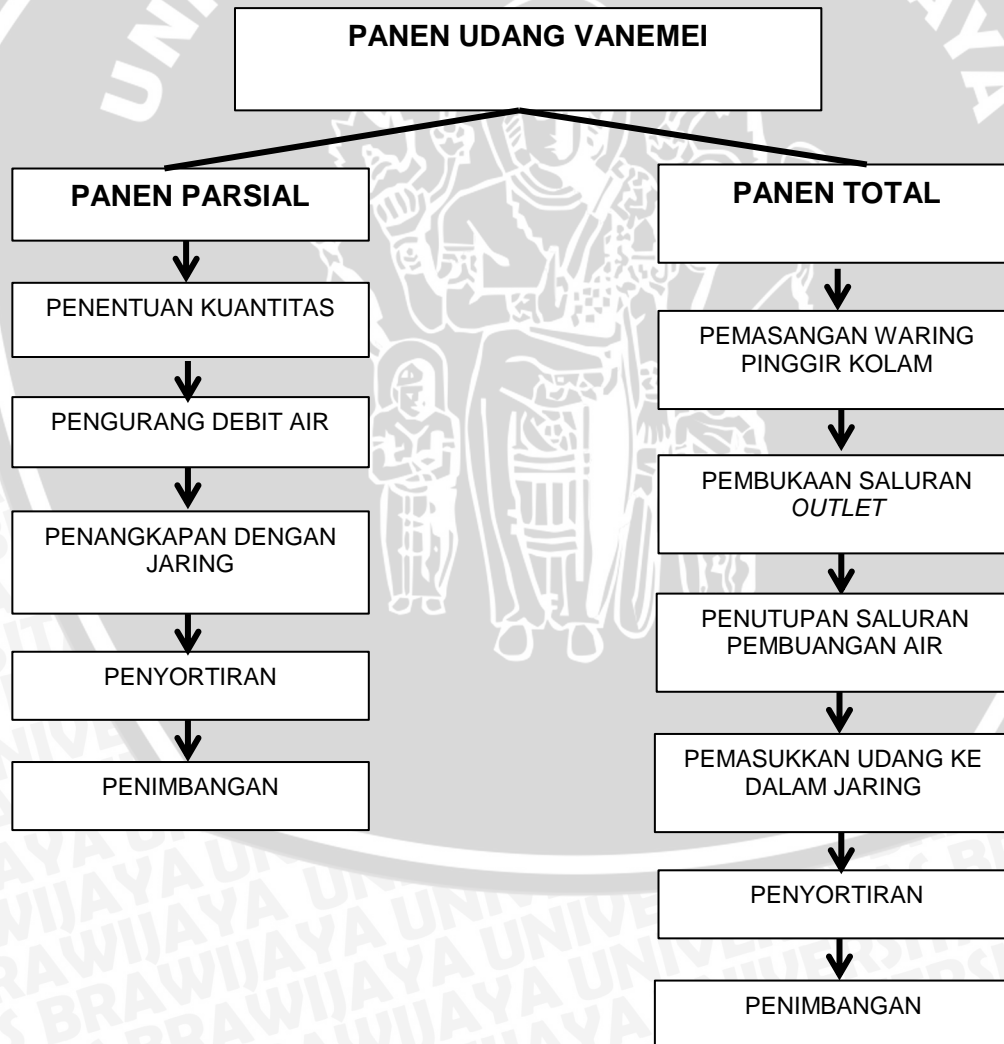 PANEN UDANG VANEMEI
PANEN PARSIAL
PENENTUAN KUANTITAS
PENGURANG DEBIT AIR
PENANGKAPAN DENGAN
JARING
PENYORTIRAN
PENIMBANGAN
PANEN TOTAL
PEMASANGAN WARING
PINGGIR KOLAM
PEMBUKAAN SALURAN
OUTLET
PENUTUPAN SALURAN
PEMBUANGAN AIR
PEMASUKKAN UDANG KE
DALAM JARING
PENYORTIRAN
PENIMBANGAN